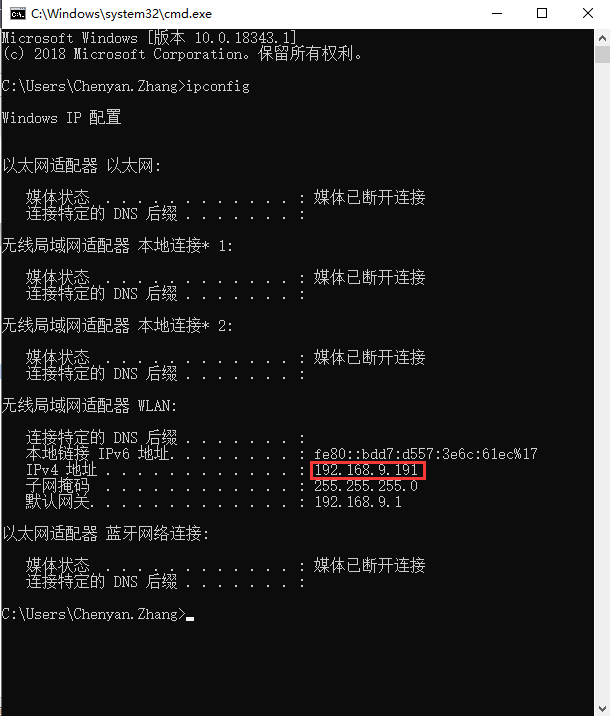 C:\Windows\system32\cmd.exe
Microsoft Windows [版本 10.0.18343.1]
(c) 2018 Microsoft Corporation。保留所有权利。
C:\Users\Chenyan.Zhang>ipconfig
Windows IP 配置
以太网适配器 以太网:
媒体状态 . . . . . . . . . . . . : 媒体已断开连接
连接特定的 DNS 后缀 . . . . . . . :
无线局域网适配器 本地连接* 1:
媒体状态 . . . . . . . . . . . . : 媒体已断开连接
连接特定的 DNS 后缀 . . . . . . . :
无线局域网适配器 本地连接* 2:
媒体状态 . . . . . . . . . . . . : 媒体已断开连接
连接特定的 DNS 后缀 . . . . . . . :
无线局域网适配器 WLAN:
连接特定的 DNS 后缀 . . . . . . . :
本地链接 IPv6 地址. . . . . . . . : fe80::bdd7:d557:3e6c:61ec%17
IPv4 地址 . . . . . . . . . . . . : 192.168.9.191
子网掩码 . . . . . . . . . . . . : 255.255.255.0
默认网关. . . . . . . . . . . . . : 192.168.9.1
以太网适配器 蓝牙网络连接:
媒体状态 . . . . . . . . . . . . : 媒体已断开连接
连接特定的 DNS 后缀 . . . . . . . :
C:\Users\Chenyan.Zhang>